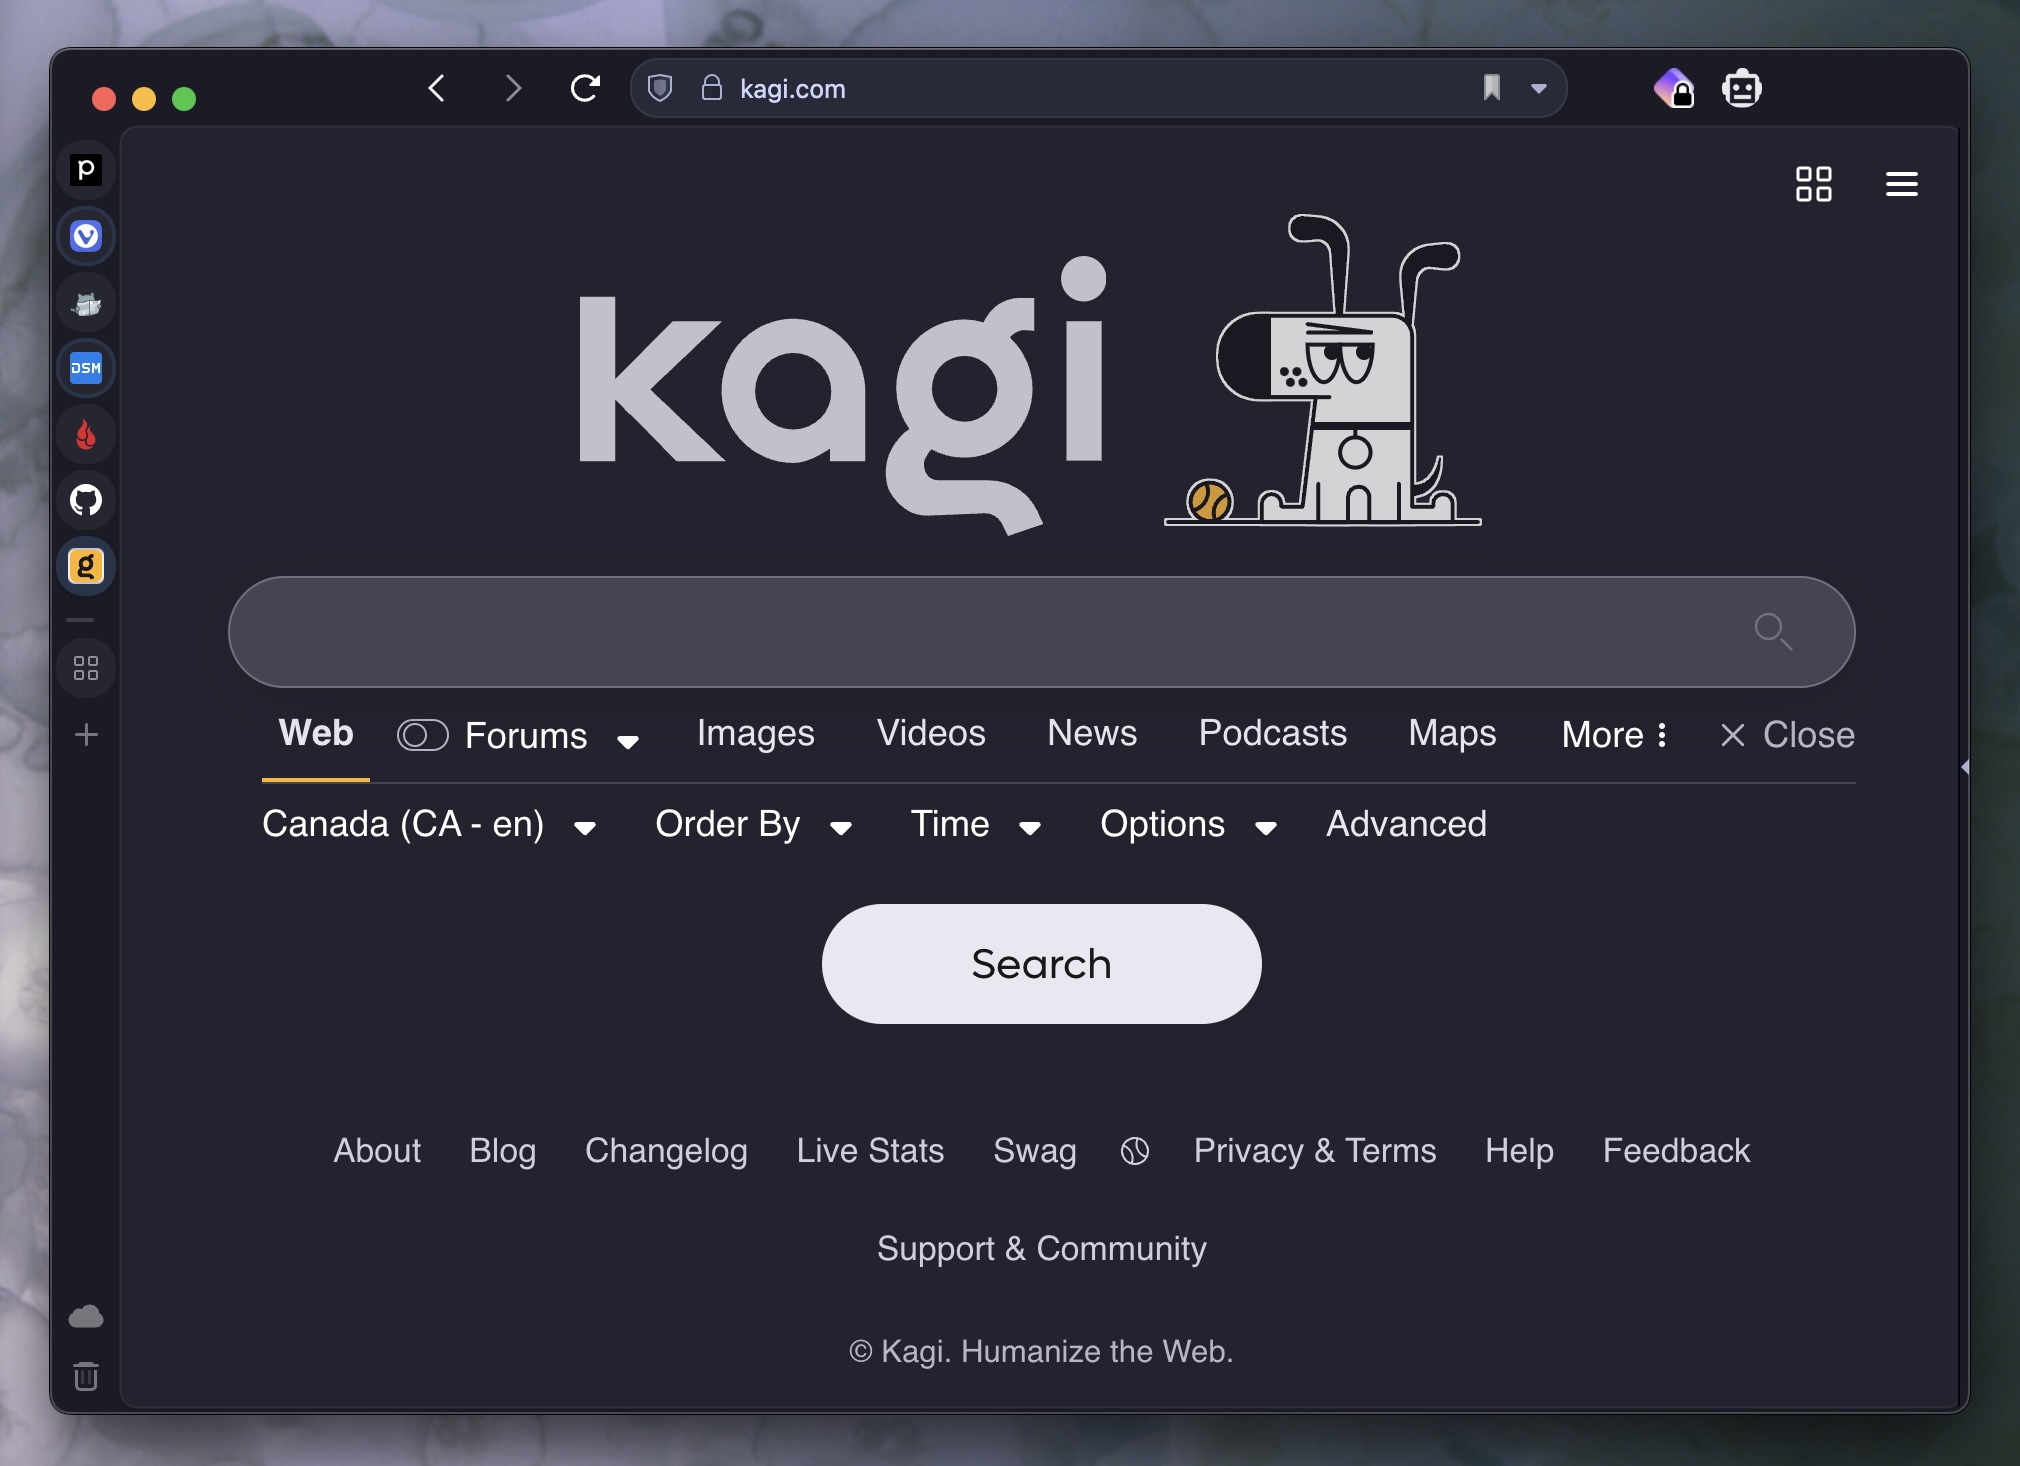 kagi.com
p
DSM
g
kagi
Web Forums Images Videos News Podcasts Maps More Close
Canada (CA - en) Order By Time Options Advanced
Search
About Blog Changelog Live Stats Swag Privacy & Terms Help Feedback
Support & Community
© Kagi. Humanize the Web.